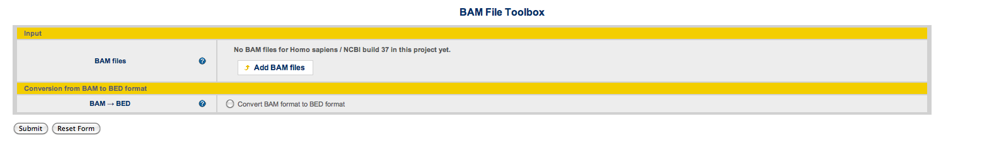 BAM File Toolbox
Input
BAM files ?
No BAM files for Homo sapiens / NCBI build 37 in this project yet.
Add BAM files
Conversion from BAM to BED format
BAM → BED ? Convert BAM format to BED format
Submit Reset Form